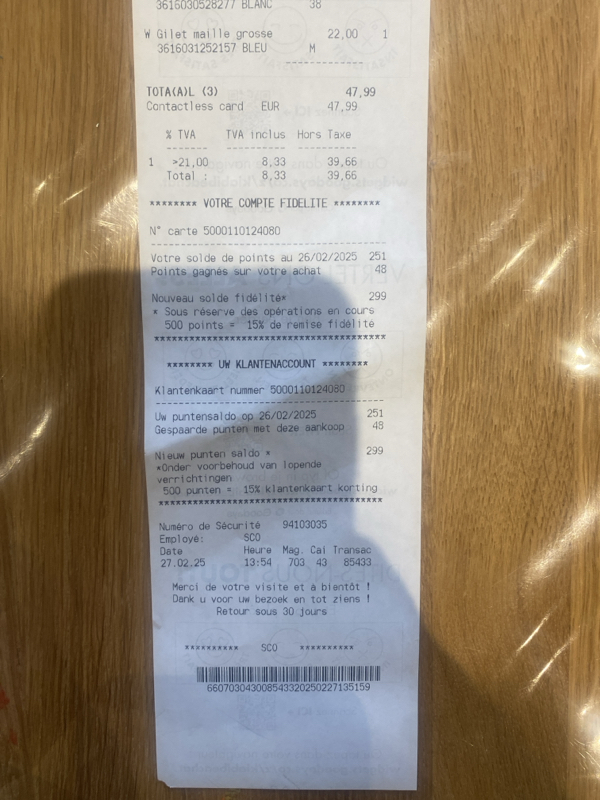 3616030528277 BLANC 38
W Gilet maille grosse 22,00 1
3616031252157 BLEU M
-------------
TOTA(A)L (3) 47,99
Contactless card EUR 47,99
% TVA TVA inclus Hors Taxe
------- ---------- ---------
1 >21,00 8,33 39,66
Total : 8,33 39,66
******** VOTRE COMPTE FIDELITE ********
N° carte 5000110124080
Votre solde de points au 26/02/2025 251
Points gagnés sur votre achat 48
Nouveau solde fidélité* 299
* Sous réserve des opérations en cours
500 points = 15% de remise fidélité
***************************************
******** UW KLANTENACCOUNT ********
Klantenkaart nummer 5000110124080
Uw puntensaldo op 26/02/2025 251
Gespaarde punten met deze aankoop 48
Nieuw punten saldo * 299
*Onder voorbehoud van lopende
verrichtingen
500 punten = 15% klantenkaart korting
***************************************
Numéro de Sécurité 94103035
Employé: SCO
Date Heure Mag. Cai Transac
27.02.25 13:54 703 43 85433
Merci de votre visite et à bientôt !
Dank u voor uw bezoek en tot ziens !
Retour sous 30 jours
********** SCO **********
660703043008543320250227135159